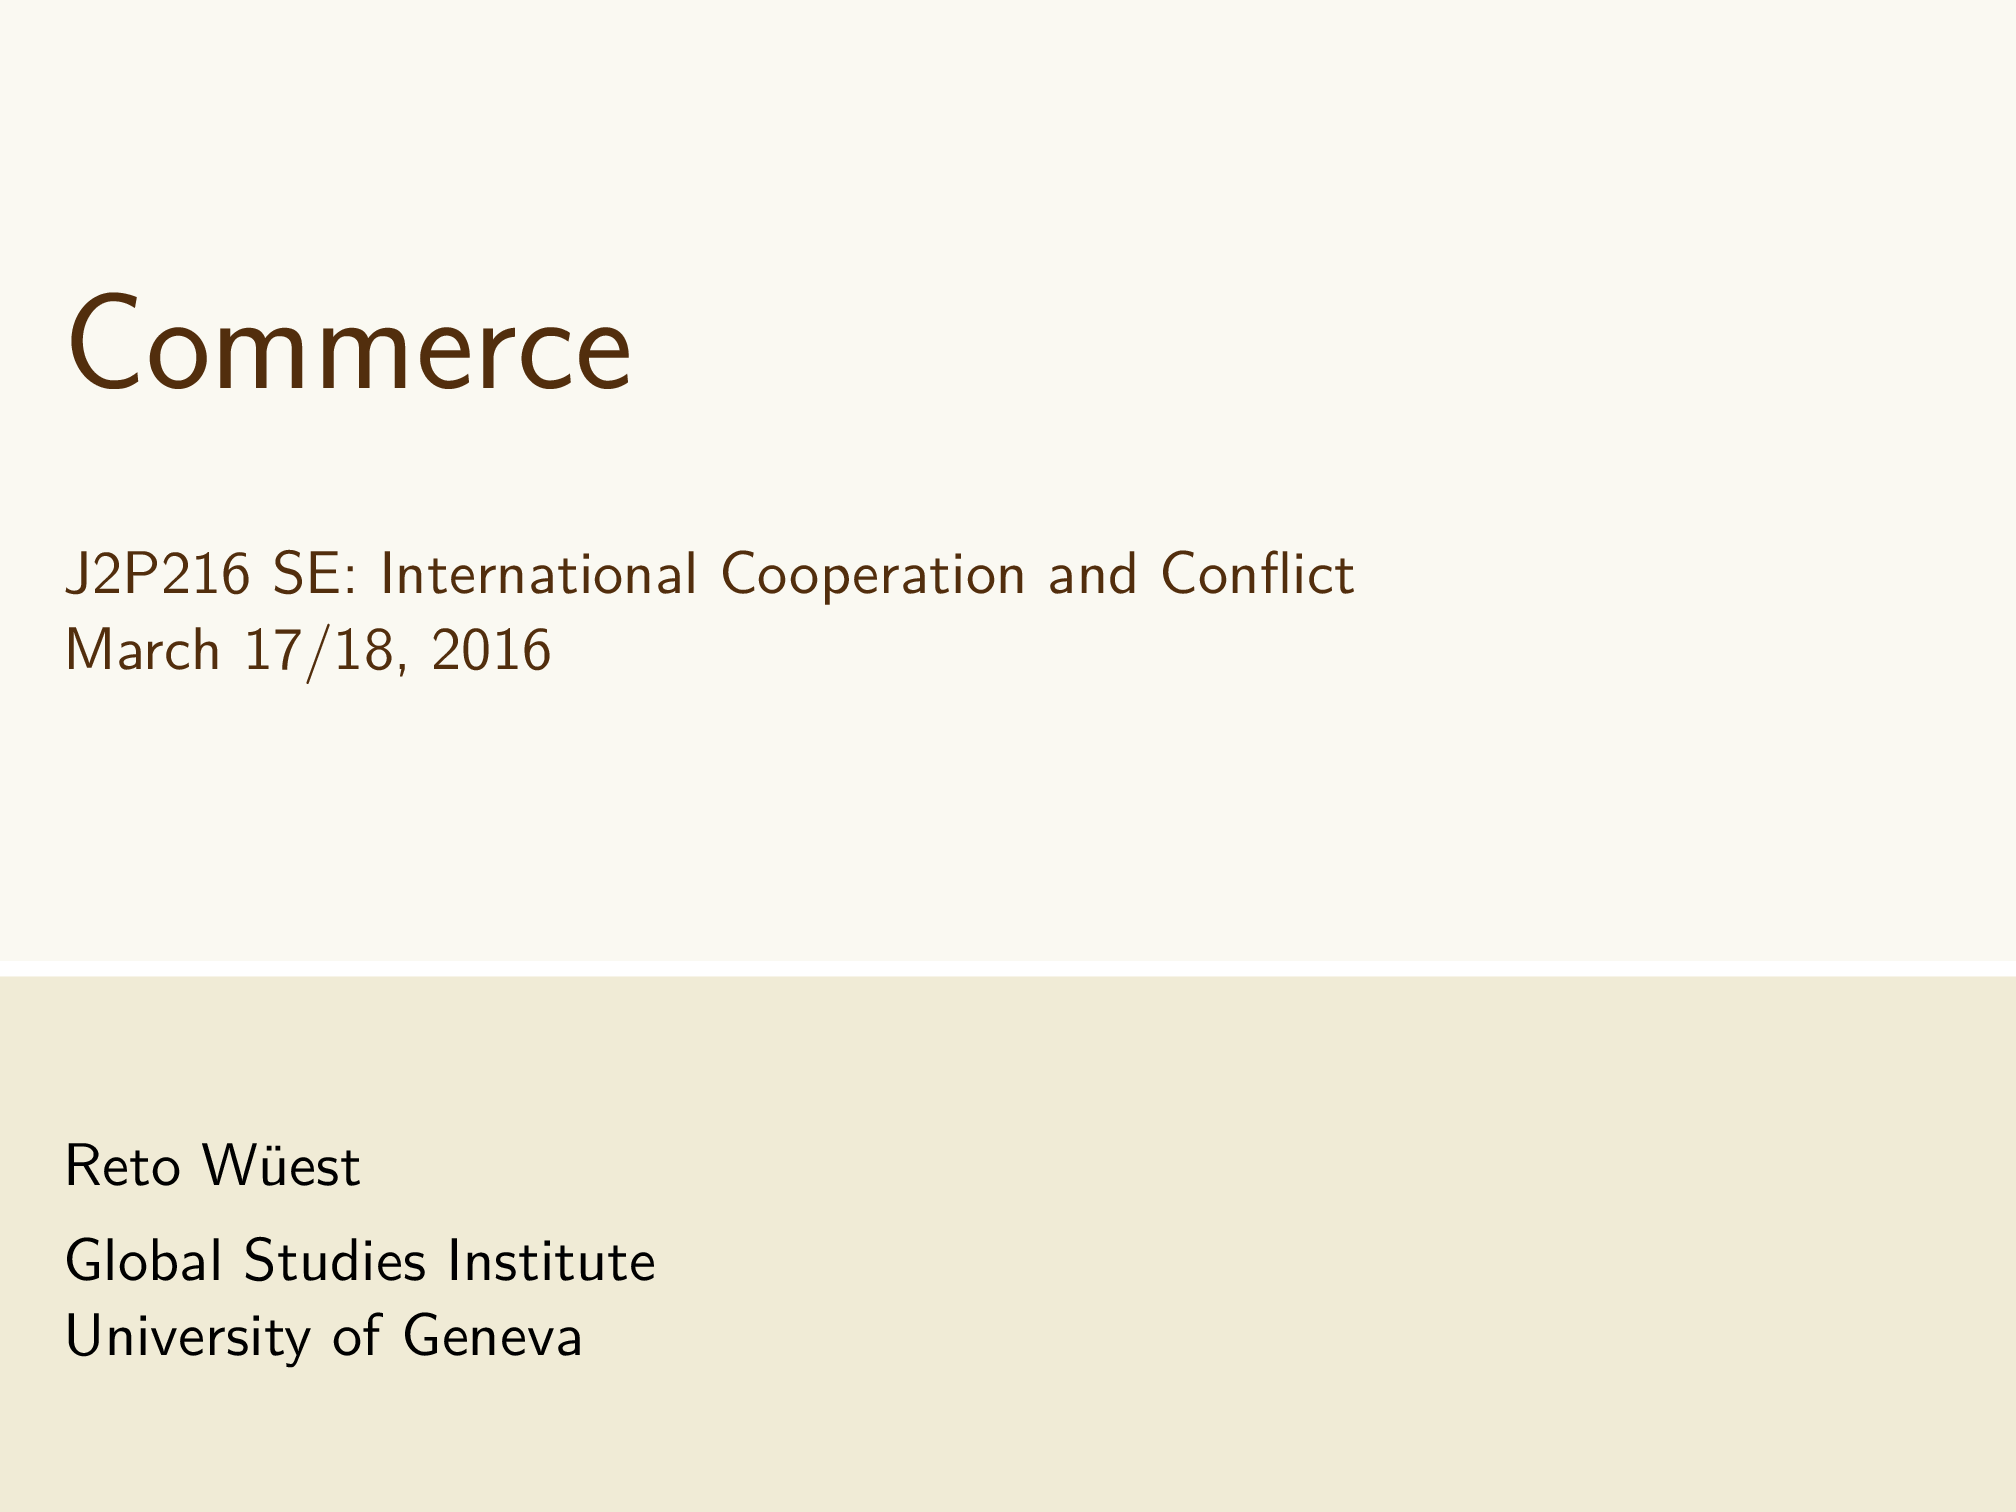 Commerce
J2P216 SE: International Cooperation and Conflict
March 17/18, 2016
Reto Wüest
Global Studies Institute
University of Geneva